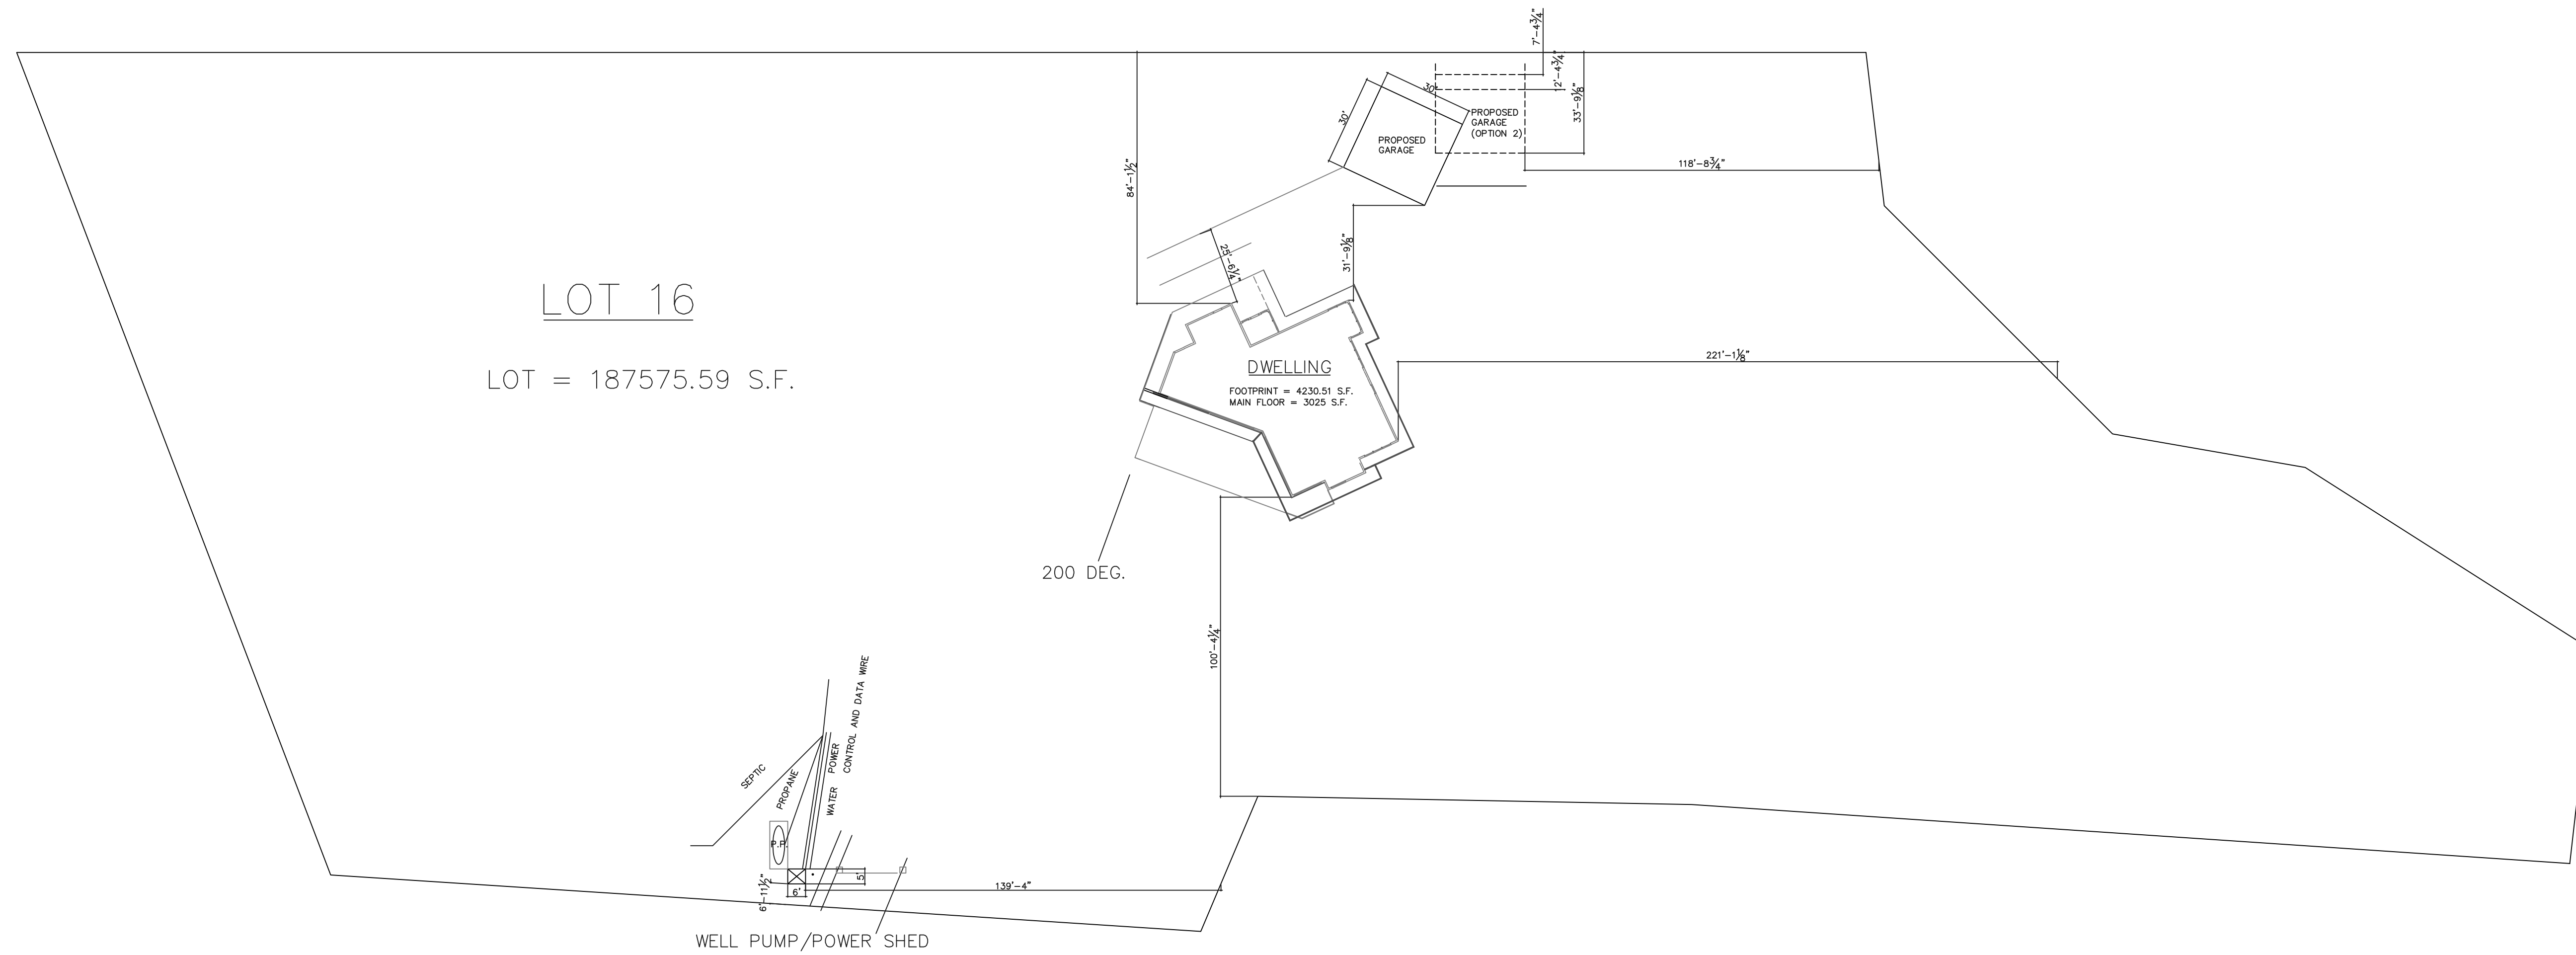 7'-4¾"
12'-4¾"
33'-9⅛"
30'
30'
PROPOSED
GARAGE
(OPTION 2)
PROPOSED
GARAGE
118'-8¾"
84'-1½"
31'-9⅛"
25'-6¼"
LOT 16
LOT = 187575.59 S.F.
DWELLING
FOOTPRINT = 4230.51 S.F.
MAIN FLOOR = 3025 S.F.
221'-1⅛"
200 DEG.
100'-4¼"
SEPTIC
PROPANE
WATER POWER
CONTROL AND DATA WIRE
P.P.
6'-11½"
6'
5'
139'-4"
WELL PUMP/POWER SHED